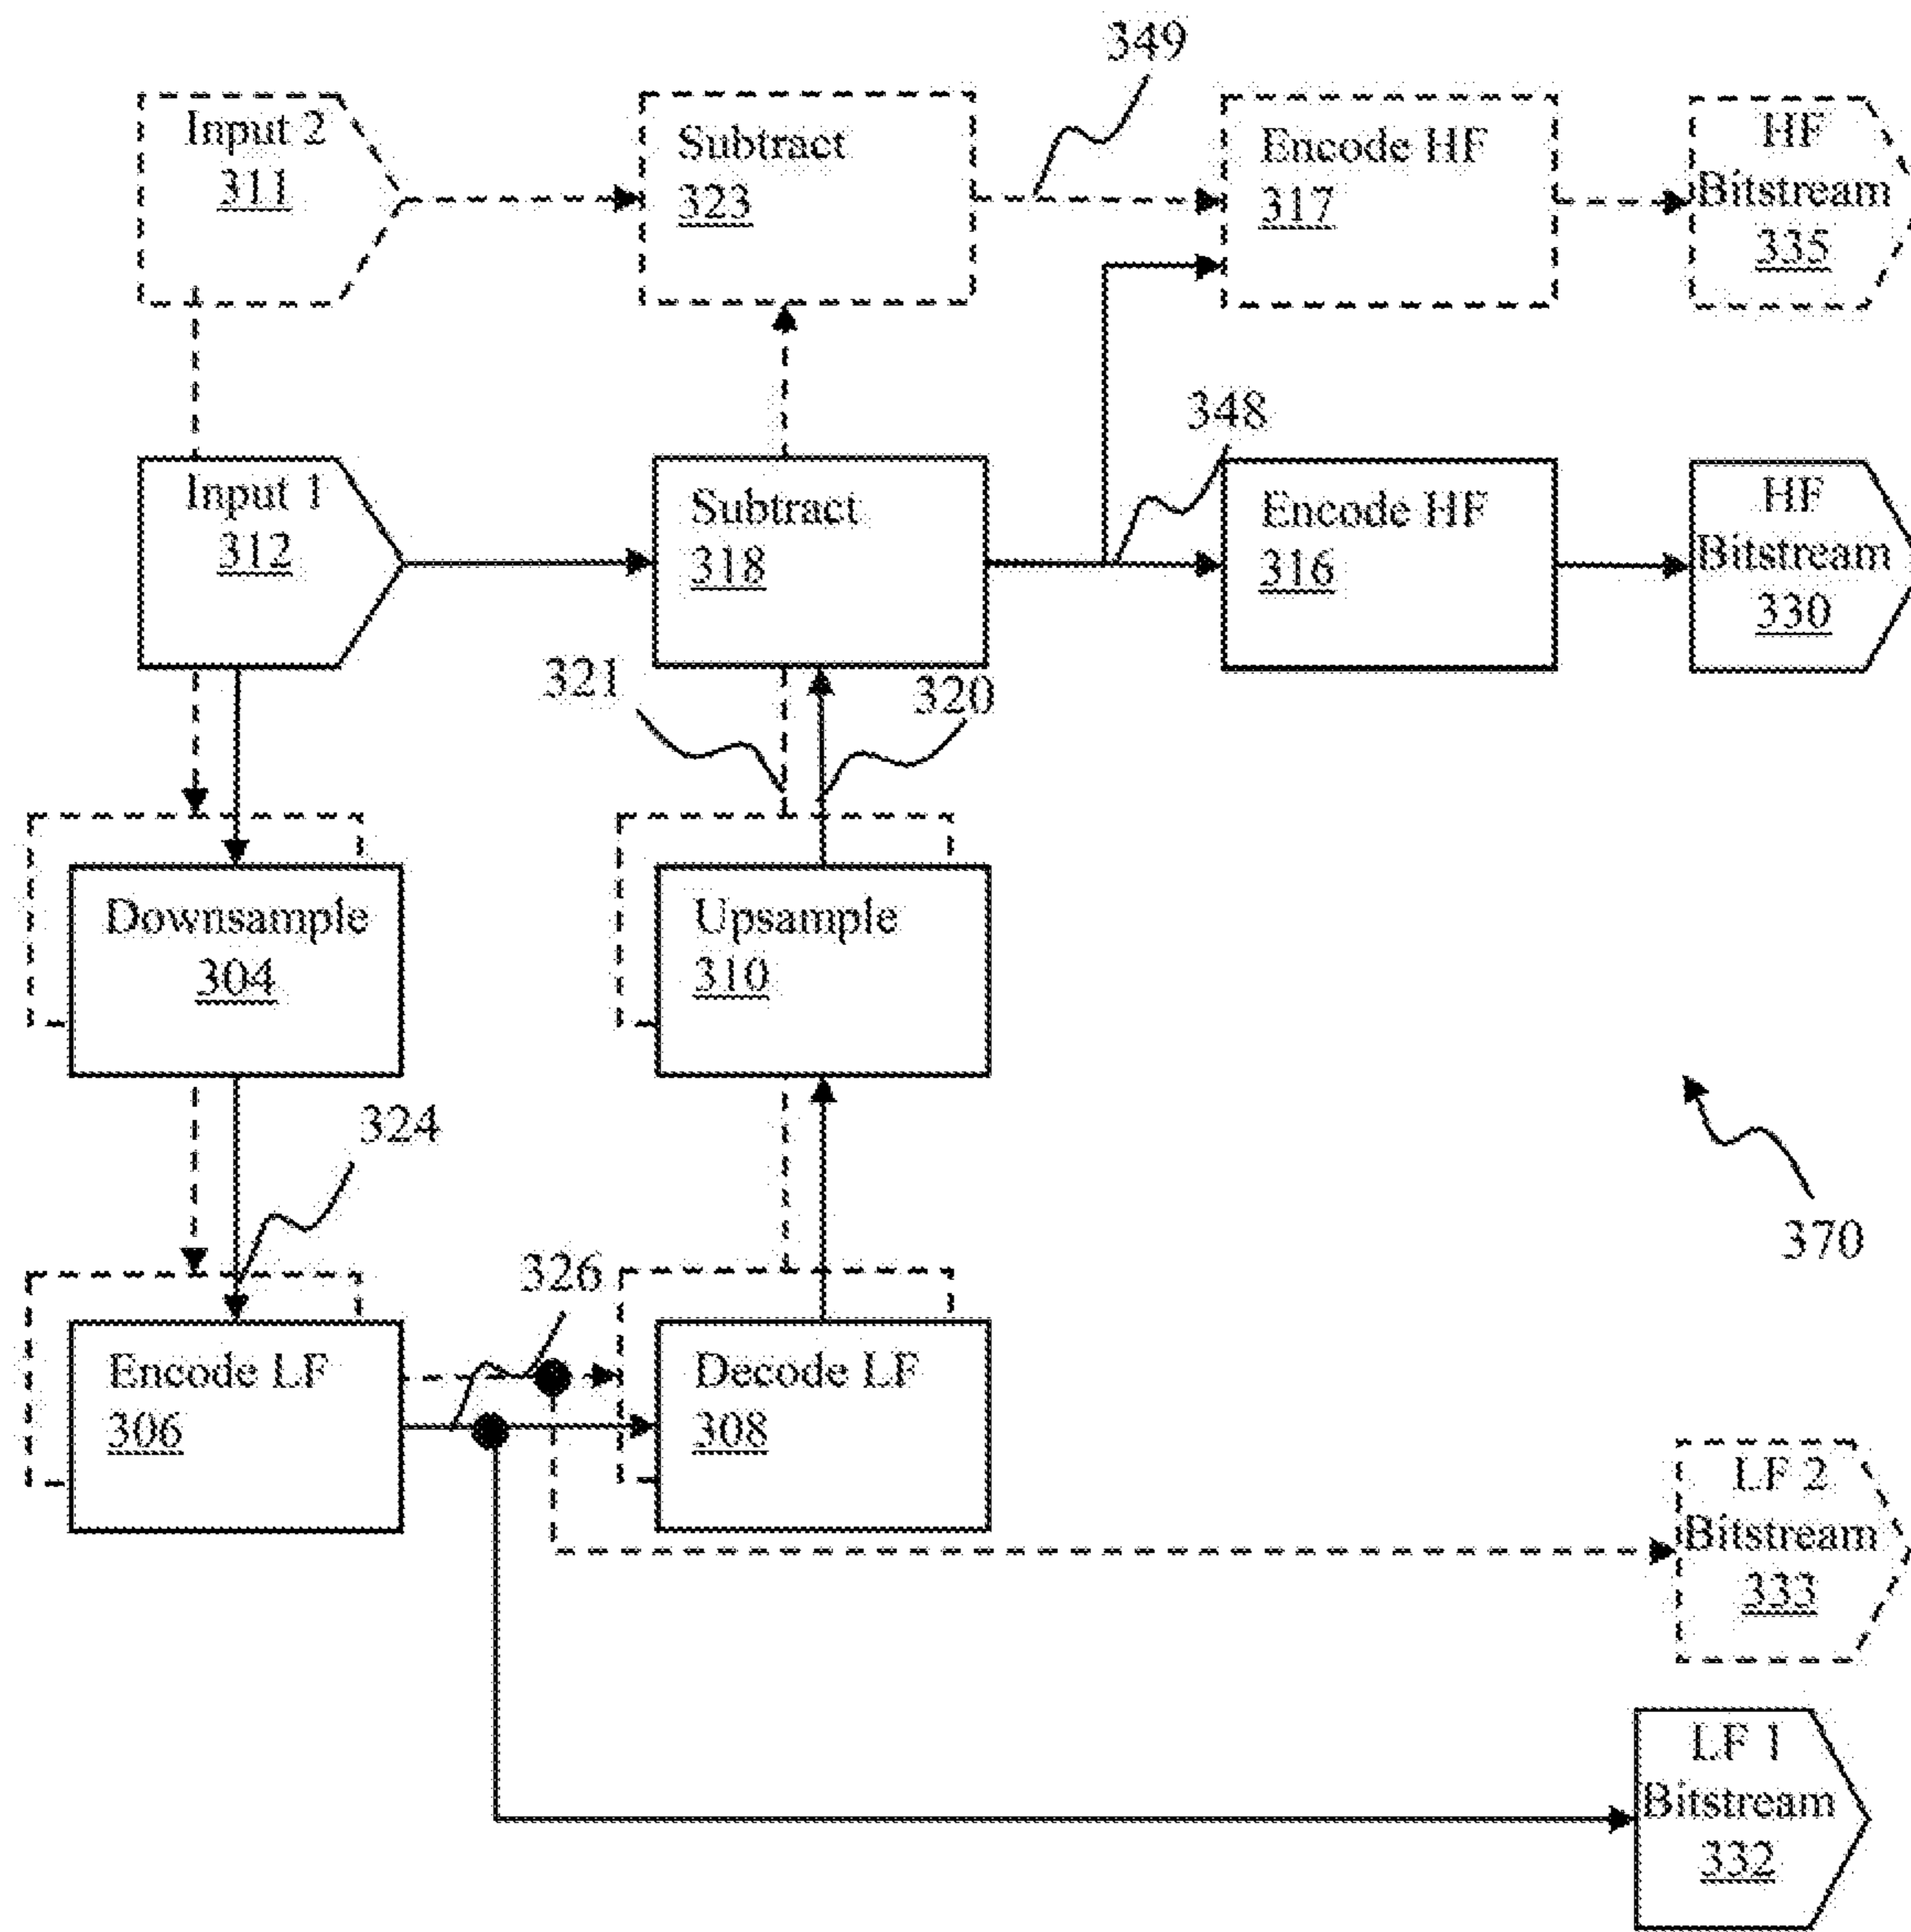 349
Input 2
311
Subtract
323
Encode HF
317
HF
Bitstream
335
348
Input 1
312
Subtract
318
Encode HF
316
HF
Bitstream
330
321
320
Downsample
304
Upsample
310
324
370
326
Encode LF
306
Decode LF
308
LF 2
Bitstream
333
LF 1
Bitstream
332